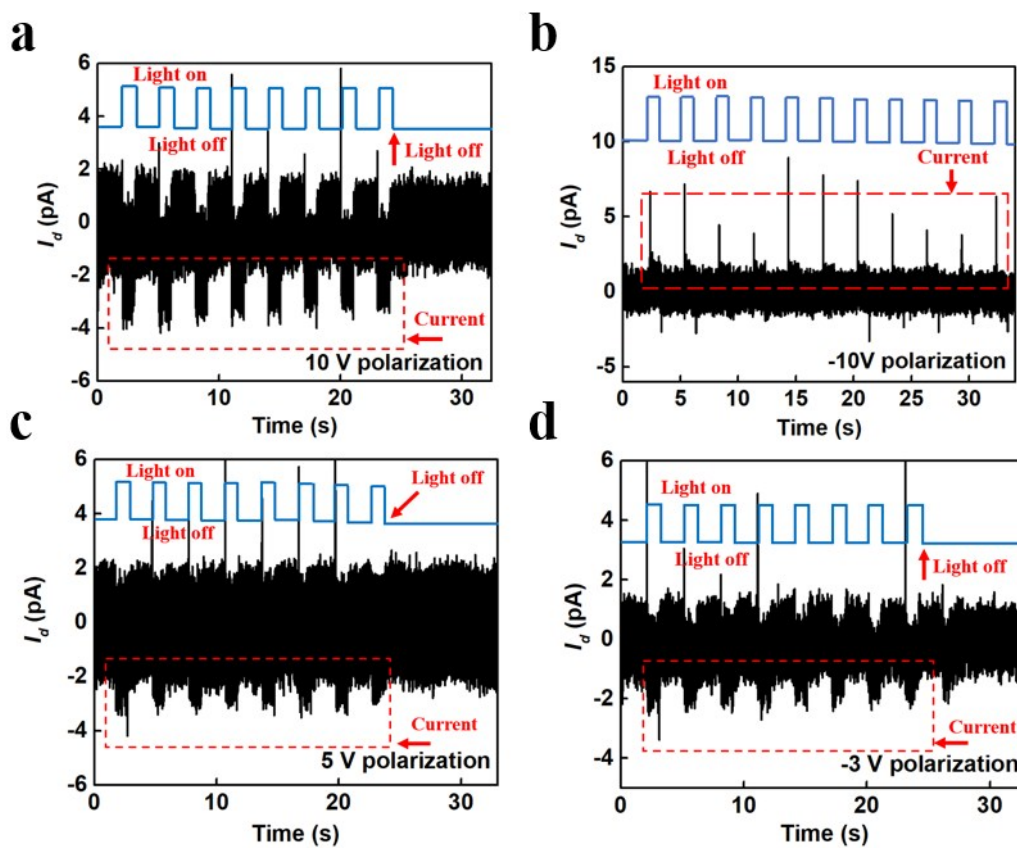 a
6
4
2
0
-2
-4
-6
I_d (pA)
Light on
Light off
Light off
Current
10 V polarization
0
10
20
30
Time (s)
b
15
10
5
0
-5
I_d (pA)
Light on
Light off
Current
-10V polarization
0
5
10
15
20
25
30
Time (s)
c
6
4
2
0
-2
-4
-6
I_d (pA)
Light on
Light off
Light off
Current
5 V polarization
0
10
20
30
Time (s)
d
6
4
2
0
-2
-4
I_d (pA)
Light on
Light off
Light off
Current
-3 V polarization
0
10
20
30
Time (s)